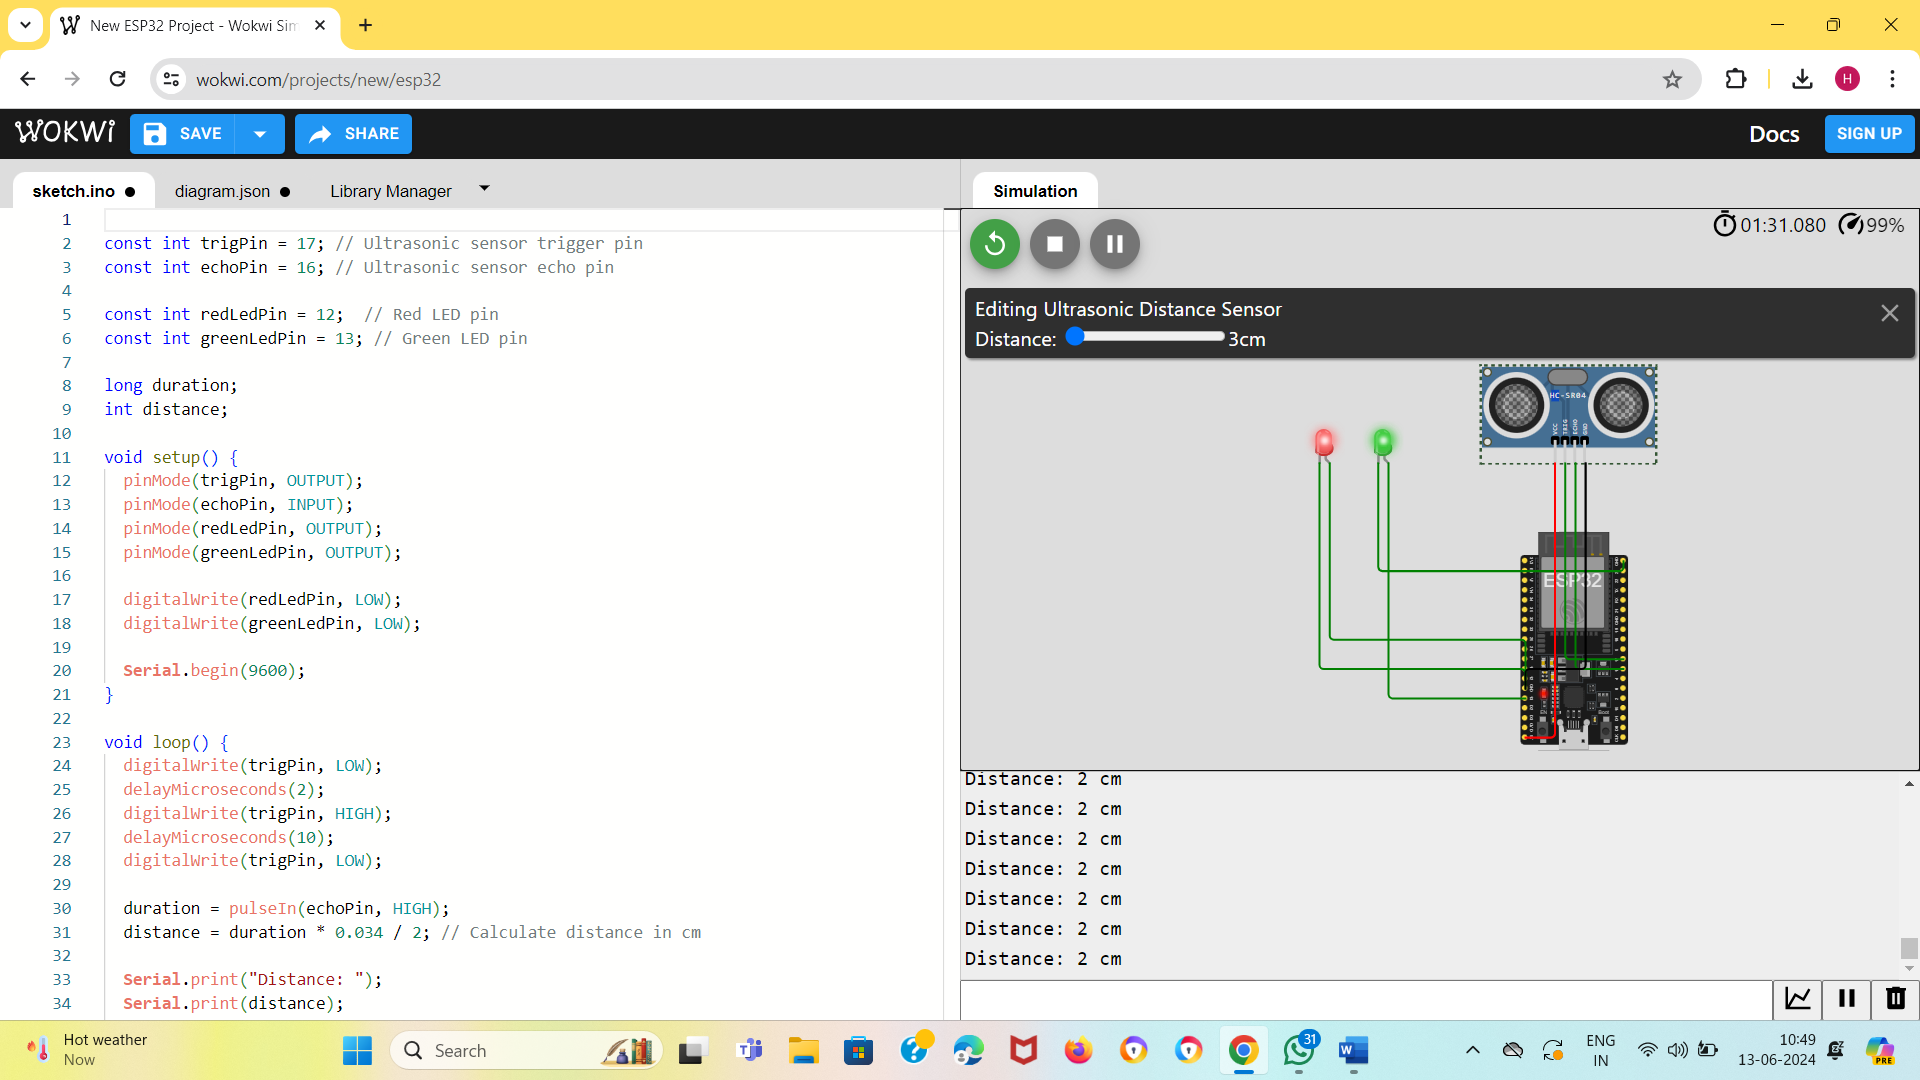 New ESP32 Project - Wokwi Sim
wokwi.com/projects/new/esp32
H
WOKWI
SAVE
SHARE
Docs
SIGN UP
sketch.ino
diagram.json
Library Manager
Simulation
1
2 const int trigPin = 17; // Ultrasonic sensor trigger pin
3 const int echoPin = 16; // Ultrasonic sensor echo pin
4
5 const int redLedPin = 12;  // Red LED pin
6 const int greenLedPin = 13; // Green LED pin
7
8 long duration;
9 int distance;
10
11 void setup() {
12 pinMode(trigPin, OUTPUT);
13 pinMode(echoPin, INPUT);
14 pinMode(redLedPin, OUTPUT);
15 pinMode(greenLedPin, OUTPUT);
16
17 digitalWrite(redLedPin, LOW);
18 digitalWrite(greenLedPin, LOW);
19
20 Serial.begin(9600);
21 }
22
23 void loop() {
24 digitalWrite(trigPin, LOW);
25 delayMicroseconds(2);
26 digitalWrite(trigPin, HIGH);
27 delayMicroseconds(10);
28 digitalWrite(trigPin, LOW);
29
30 duration = pulseIn(echoPin, HIGH);
31 distance = duration * 0.034 / 2; // Calculate distance in cm
32
33 Serial.print("Distance: ");
34 Serial.print(distance);
01:31.080
99%
Editing Ultrasonic Distance Sensor
Distance:
3cm
HC-SR04
VCC
TRIG
ECHO
GND
ESP32
Distance: 2 cm
Distance: 2 cm
Distance: 2 cm
Distance: 2 cm
Distance: 2 cm
Distance: 2 cm
Distance: 2 cm
Hot weather
Now
Search
31
ENG
IN
10:49
13-06-2024
PRE